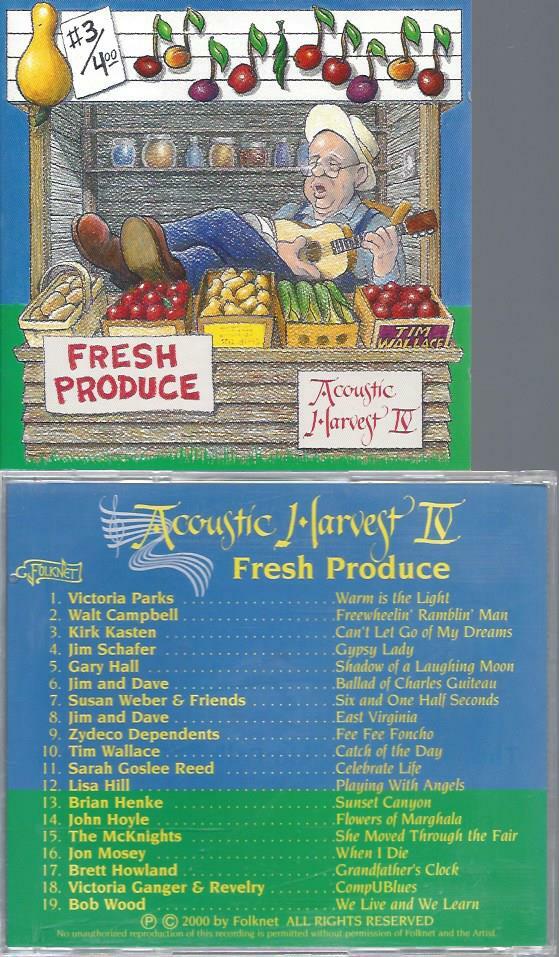 #3/4.00
TIM
WALLACE
FRESH
PRODUCE
Acoustic
Harvest IV
Acoustic Harvest IV
FOLKNET
Fresh Produce
1. Victoria Parks .................... Warm is the Light
2. Walt Campbell .................... Freewheelin' Ramblin' Man
3. Kirk Kasten .................... Can't Let Go of My Dreams
4. Jim Schafer .................... Gypsy Lady
5. Gary Hall .................... Shadow of a Laughing Moon
6. Jim and Dave .................... Ballad of Charles Guiteau
7. Susan Weber & Friends .................... Six and One Half Seconds
8. Jim and Dave .................... East Virginia
9. Zydeco Dependents .................... Fee Fee Foncho
10. Tim Wallace .................... Catch of the Day
11. Sarah Goslee Reed .................... Celebrate Life
12. Lisa Hill .................... Playing With Angels
13. Brian Henke .................... Sunset Canyon
14. John Hoyle .................... Flowers of Marghala
15. The McKnights .................... She Moved Through the Fair
16. Jon Mosey .................... When I Die
17. Brett Howland .................... Grandfather's Clock
18. Victoria Ganger & Revelry .................... CompUBlues
19. Bob Wood .................... We Live and We Learn
℗ © 2000 by Folknet ALL RIGHTS RESERVED
No unauthorized reproduction of this recording is permitted without permission of Folknet and the Artist.